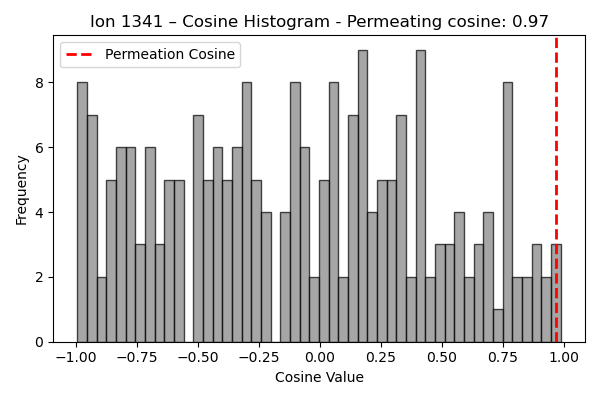 Ion 1341 – Cosine Histogram - Permeating cosine: 0.97
Permeation Cosine
Frequency
8
6
4
2
0
−1.00 −0.75 −0.50 −0.25 0.00 0.25 0.50 0.75 1.00
Cosine Value